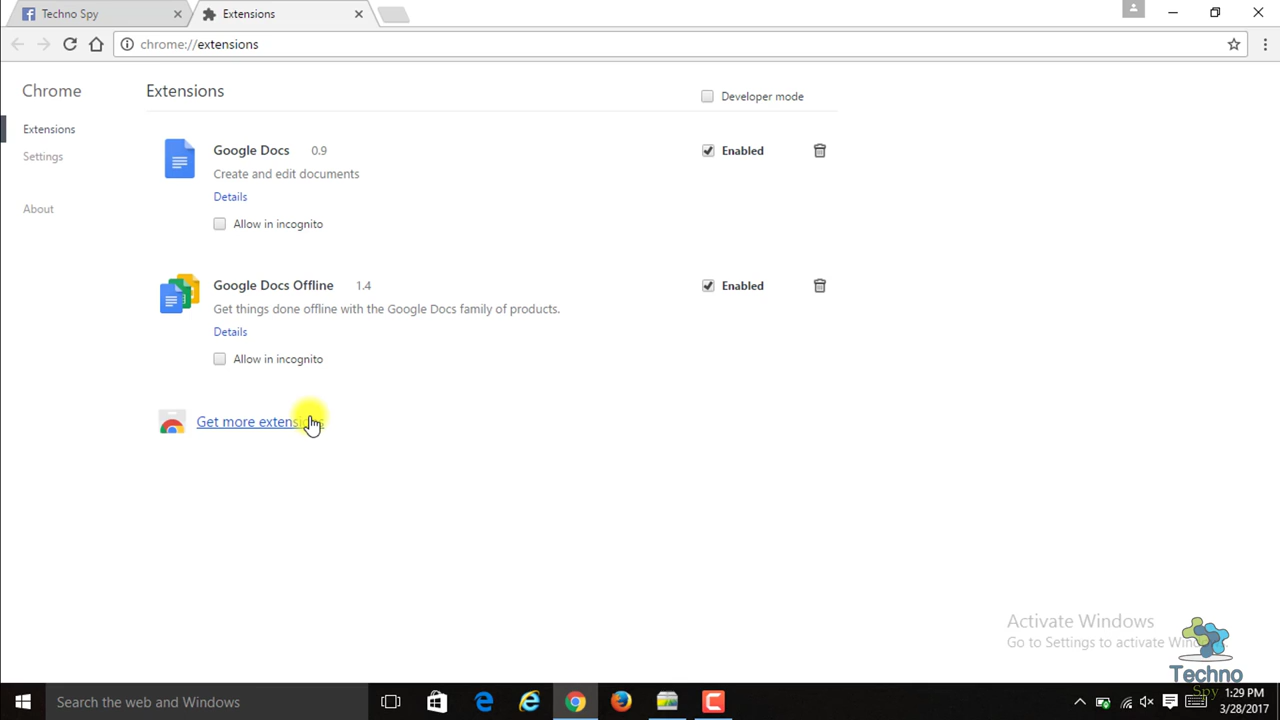 Techno Spy
Extensions
chrome://extensions
Chrome
Extensions
Developer mode
Extensions
Settings
About
Google Docs 0.9
Enabled
Create and edit documents
Details
Allow in incognito
Google Docs Offline 1.4
Enabled
Get things done offline with the Google Docs family of products.
Details
Allow in incognito
Get more extensions
Activate Windows
Go to Settings to activate
Techno
Spy
Search the web and Windows
1:29 PM
3/28/2017